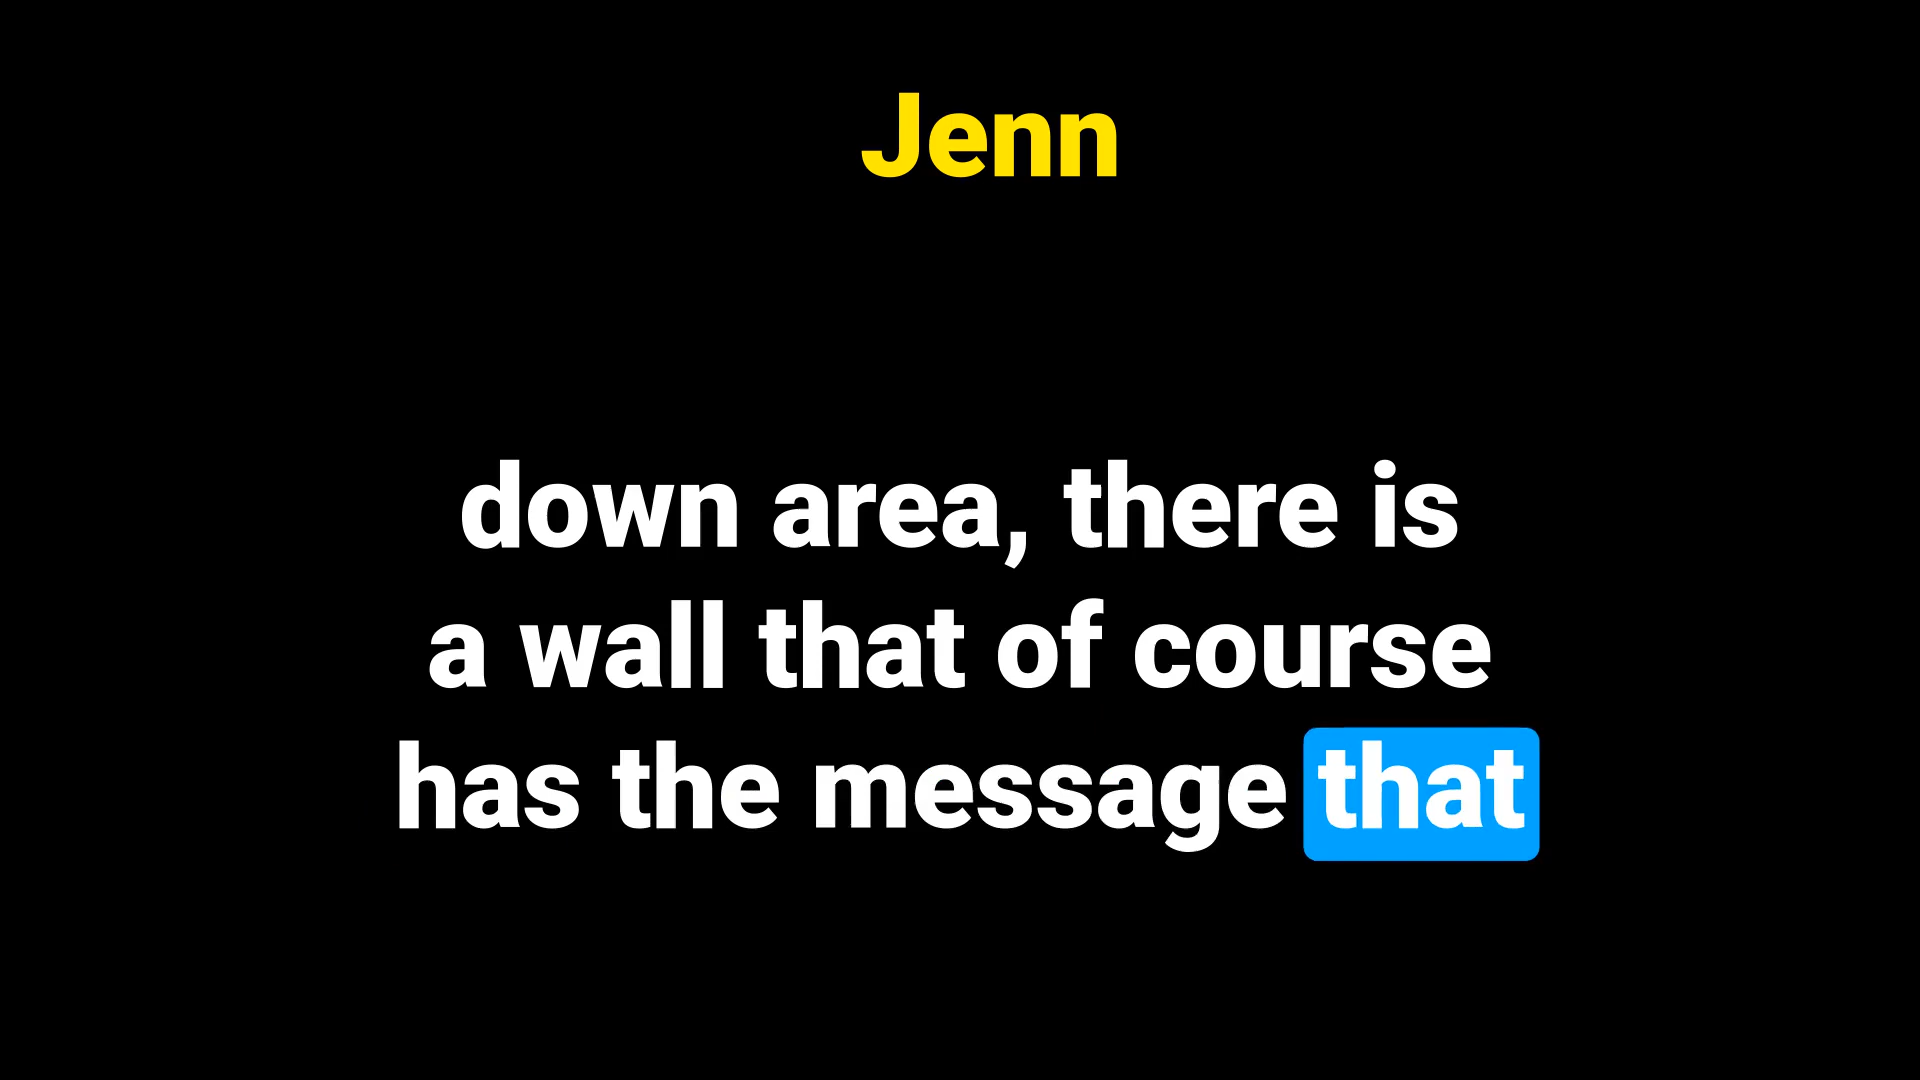 Jenn
down area, there is
a wall that of course
has the message that